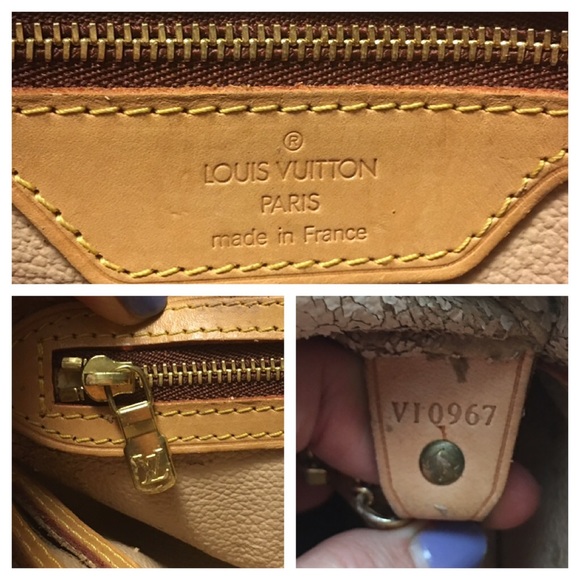 ®
LOUIS VUITTON
PARIS
made in France
LV
VI0967